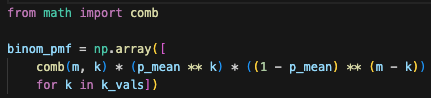 from math import comb
binom_pmf = np.array([
    comb(m, k) * (p_mean ** k) * ((1 - p_mean) ** (m - k))
    for k in k_vals])